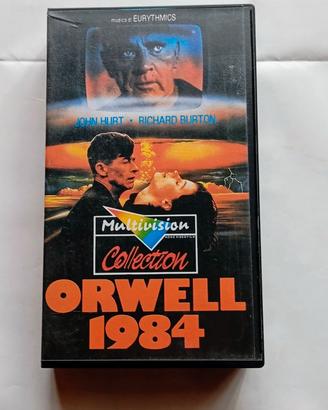 musica di EURYTHMICS
JOHN HURT • RICHARD BURTON
Multivision
Collection
ORWELL
1984